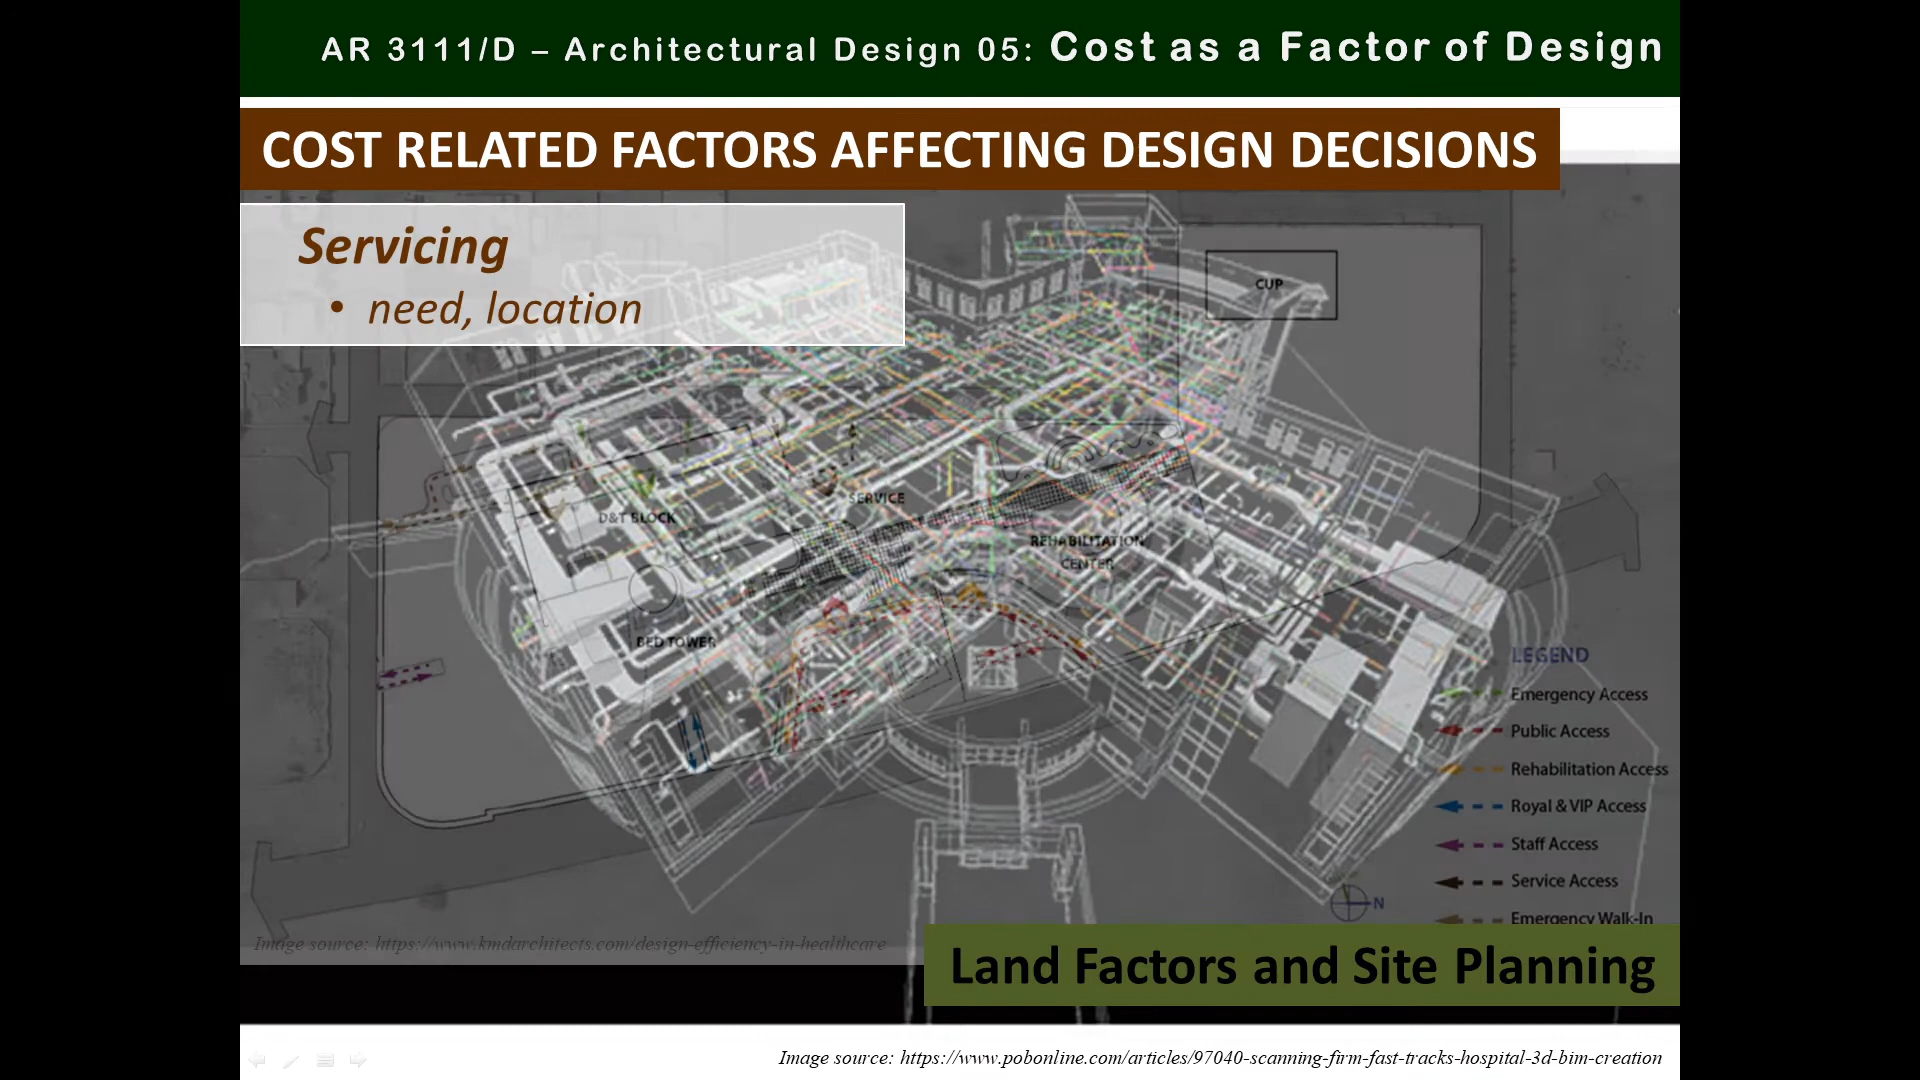 AR 3111/D – Architectural Design 05: Cost as a Factor of Design
COST RELATED FACTORS AFFECTING DESIGN DECISIONS
Servicing
• need, location
CUP
SERVICE
D&T BLOCK
REHABILITATION
CENTER
BED TOWER
LEGEND
Emergency Access
Public Access
Rehabilitation Access
Royal & VIP Access
Staff Access
Service Access
N
Emergency Walk-In
Image source: https://www.kmdarchitects.com/design-efficiency-in-healthcare
Land Factors and Site Planning
Image source: https://www.pobonline.com/articles/97040-scanning-firm-fast-tracks-hospital-3d-bim-creation